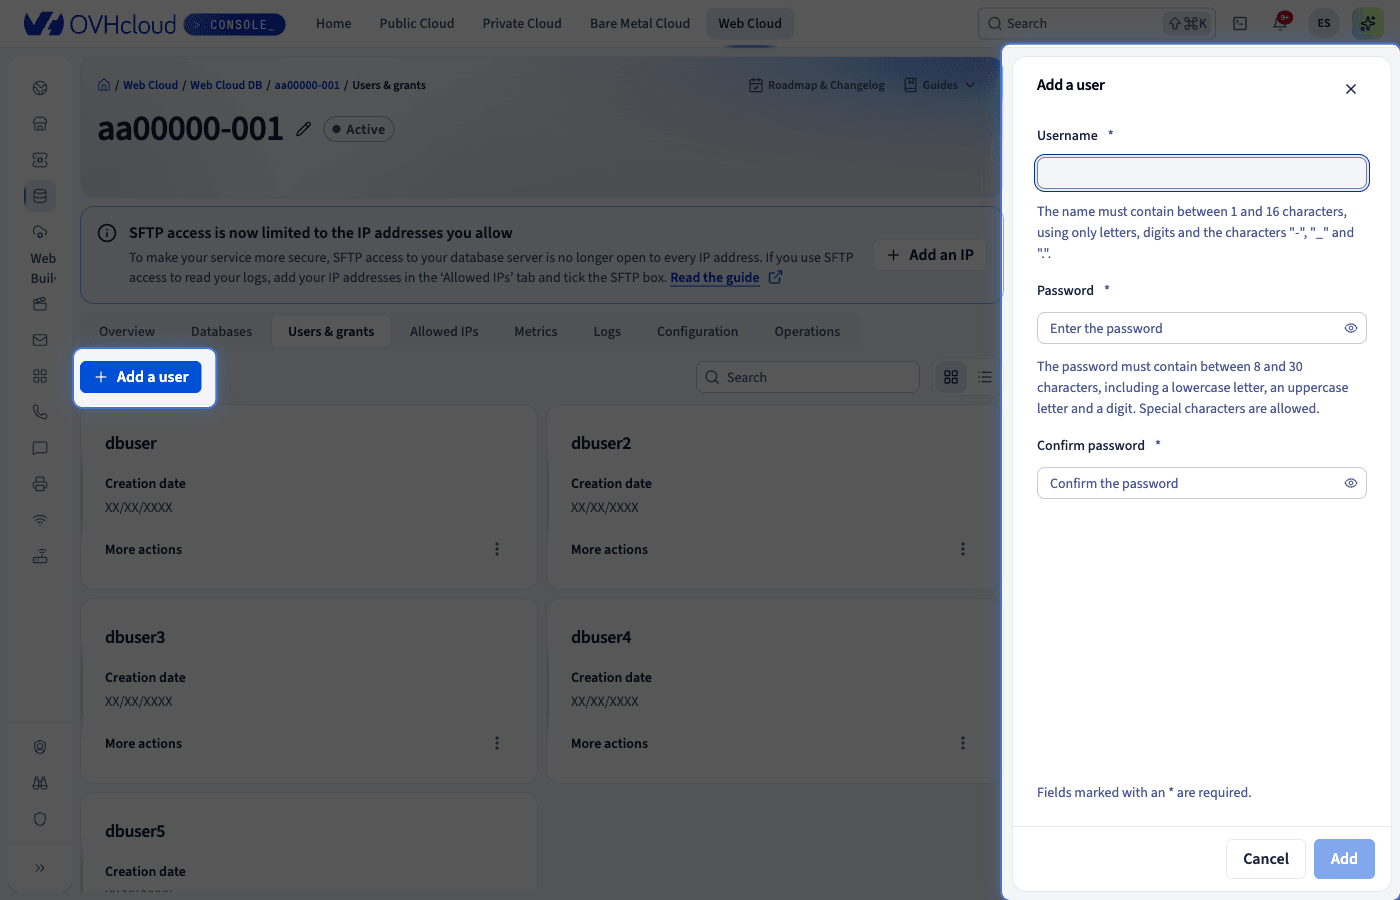 OVHcloud
> CONSOLE_
Home
Public Cloud
Private Cloud
Bare Metal Cloud
Web Cloud
Search
⇧⌘K
9+
ES
/ Web Cloud / Web Cloud DB / aa00000-001 / Users & grants
Roadmap & Changelog
Guides
aa00000-001
Active
SFTP access is now limited to the IP addresses you allow
To make your service more secure, SFTP access to your database server is no longer open to every IP address. If you use SFTP
access to read your logs, add your IP addresses in the ‘Allowed IPs’ tab and tick the SFTP box. Read the guide
+ Add an IP
Web
Buil
Overview
Databases
Users & grants
Allowed IPs
Metrics
Logs
Configuration
Operations
+ Add a user
Search
dbuser
Creation date
XX/XX/XXXX
More actions
dbuser2
Creation date
XX/XX/XXXX
More actions
dbuser3
Creation date
XX/XX/XXXX
More actions
dbuser4
Creation date
XX/XX/XXXX
More actions
dbuser5
Creation date
Add a user
Username *
The name must contain between 1 and 16 characters,
using only letters, digits and the characters "-", "_" and
".".
Password *
Enter the password
The password must contain between 8 and 30
characters, including a lowercase letter, an uppercase
letter and a digit. Special characters are allowed.
Confirm password *
Confirm the password
Fields marked with an * are required.
Cancel
Add